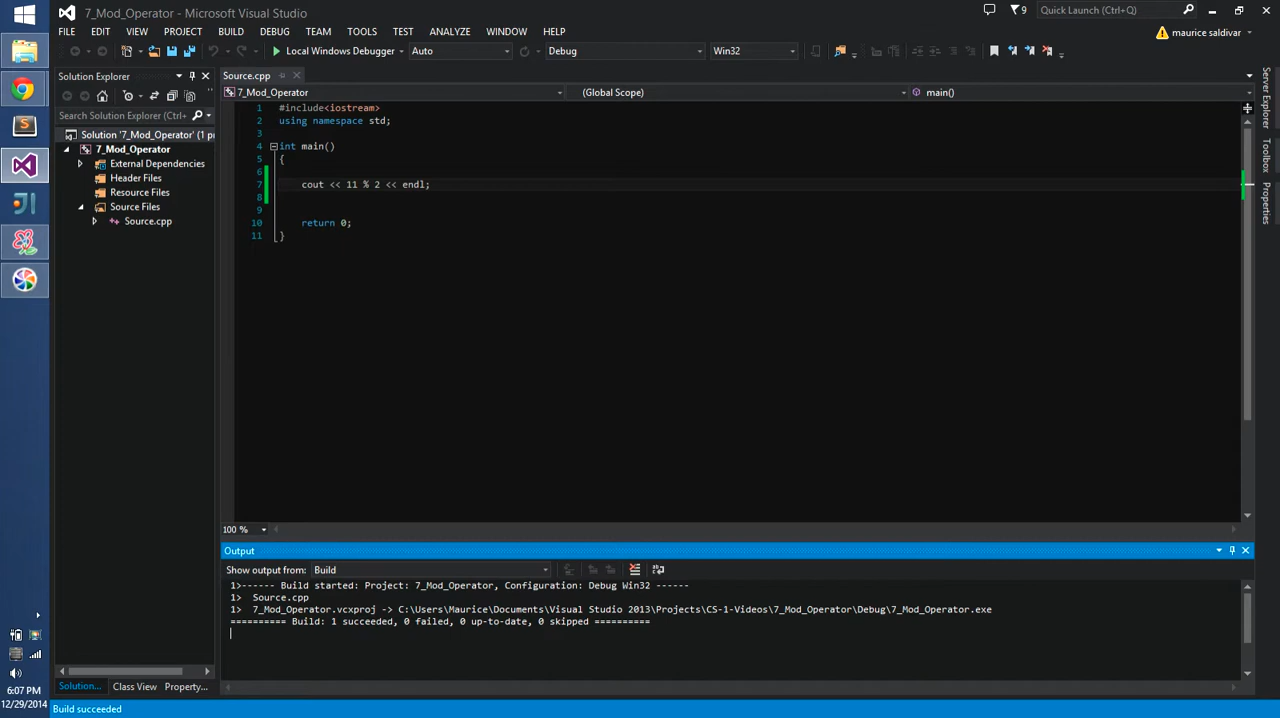 7_Mod_Operator - Microsoft Visual Studio
9
Quick Launch (Ctrl+Q)
FILE EDIT VIEW PROJECT BUILD DEBUG TEAM TOOLS TEST ANALYZE WINDOW HELP
maurice saldivar
Local Windows Debugger Auto Debug Win32
Solution Explorer
Search Solution Explorer (Ctrl+
Solution '7_Mod_Operator' (1 p
7_Mod_Operator
External Dependencies
Header Files
Resource Files
Source Files
Source.cpp
Solution... Class View Property...
Source.cpp
7_Mod_Operator (Global Scope) main()
1 #include<iostream>
2 using namespace std;
3
4 int main()
5 {
6
7 cout << 11 % 2 << endl;
8
9
10 return 0;
11 }
100 %
Output
Show output from: Build
1>------ Build started: Project: 7_Mod_Operator, Configuration: Debug Win32 ------
1> Source.cpp
1> 7_Mod_Operator.vcxproj -> C:\Users\Maurice\Documents\Visual Studio 2013\Projects\CS-1-Videos\7_Mod_Operator\Debug\7_Mod_Operator.exe
========== Build: 1 succeeded, 0 failed, 0 up-to-date, 0 skipped ==========
Server Explorer
Toolbox
Properties
6:07 PM
12/29/2014
Build succeeded